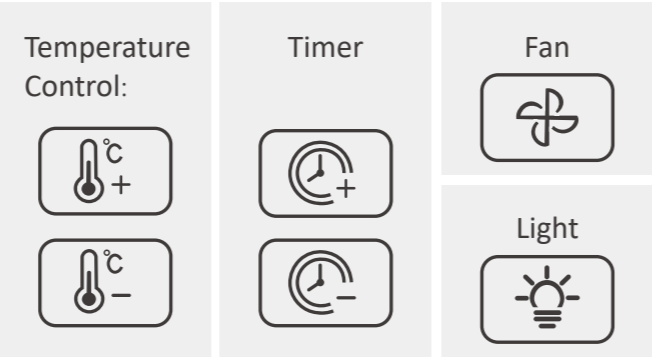 Temperature
Control:
°C
+
°C
−
Timer
+
−
Fan
Light